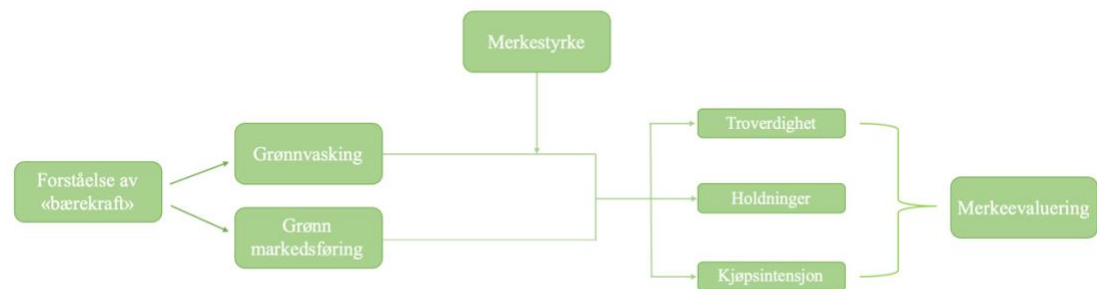 Merkestyrke
Forståelse av
«bærekraft»
Grønnvasking
Grønn
markedsføring
Troverdighet
Holdninger
Kjøpsintensjon
Merkeevaluering